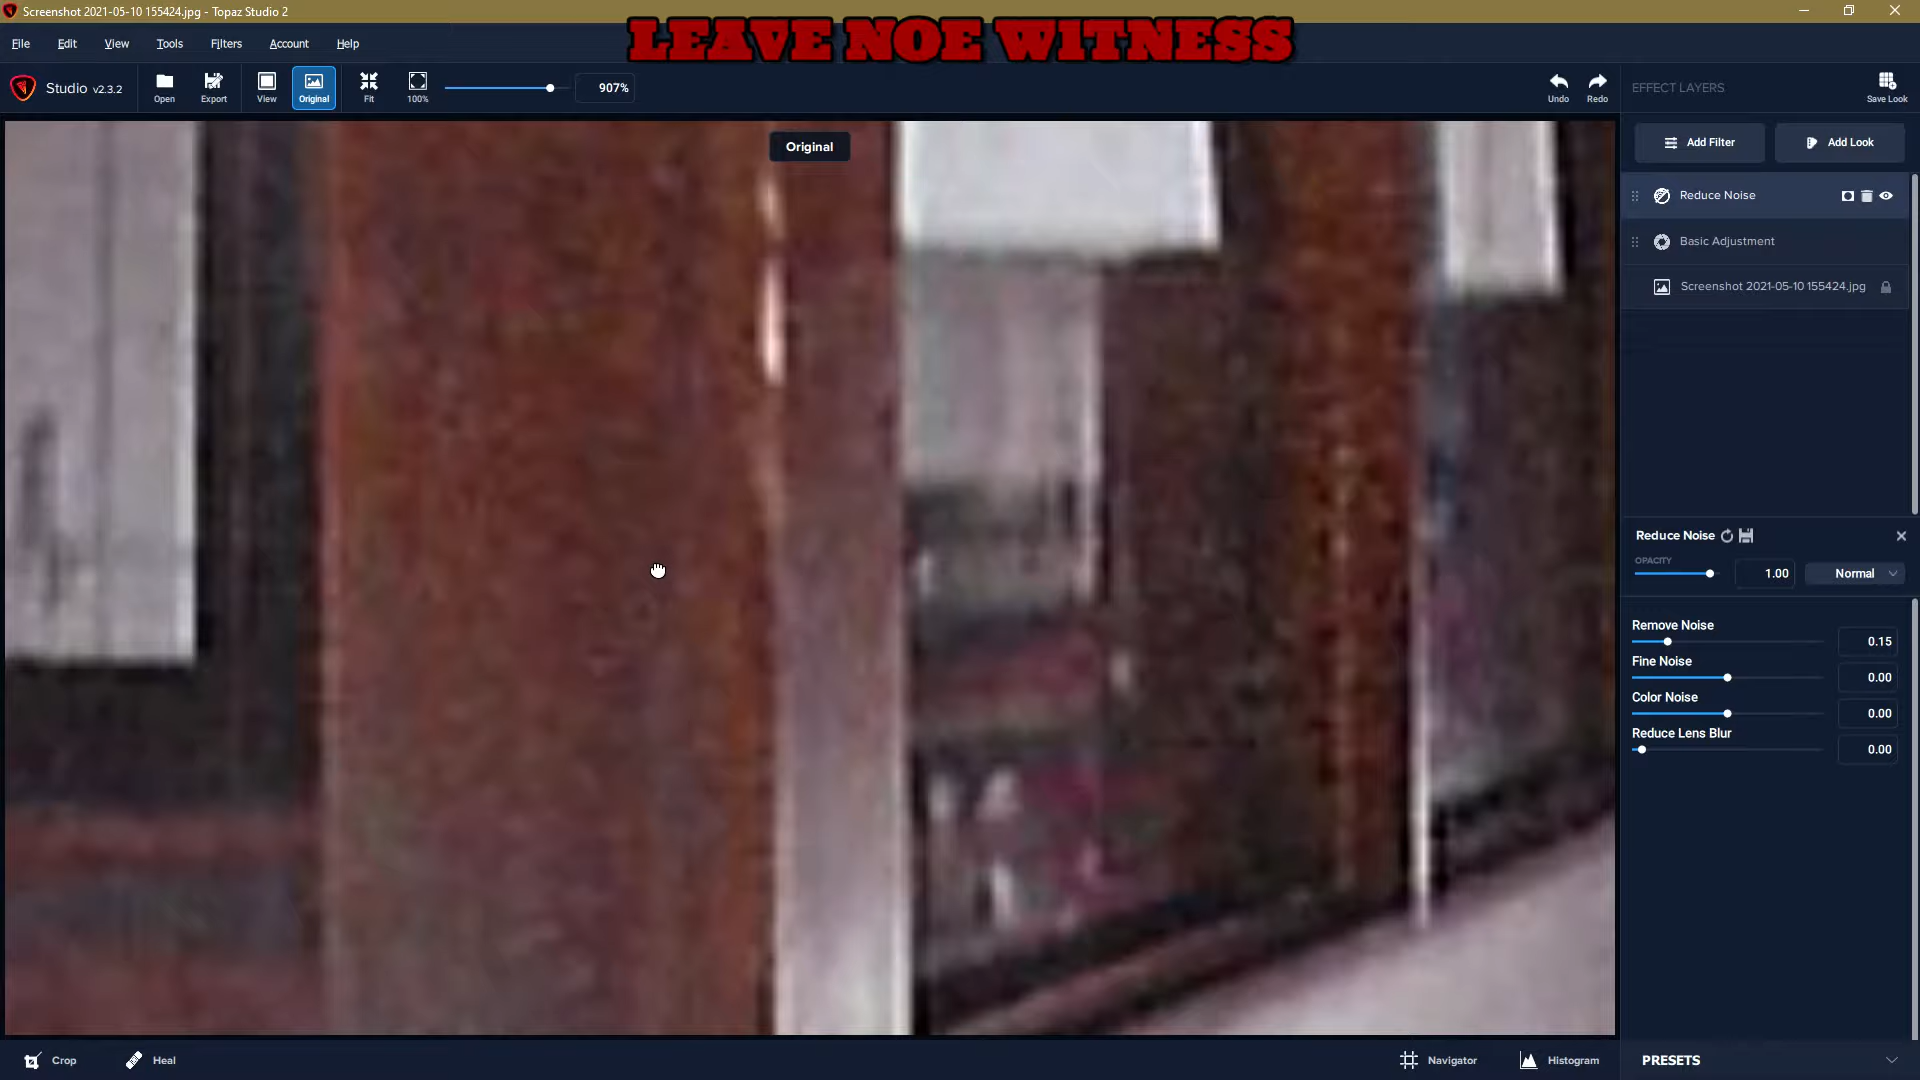 Screenshot 2021-05-10 155424.jpg - Topaz Studio 2
LEAVE NOE WITNESS
File Edit View Tools Filters Account Help
Studio v2.3.2
Open
Export
View
Original
Fit
100%
907%
Undo
Redo
EFFECT LAYERS
Save Look
Original
Add Filter
Add Look
Reduce Noise
Basic Adjustment
Screenshot 2021-05-10 155424.jpg
Reduce Noise
OPACITY
1.00
Normal
Remove Noise
0.15
Fine Noise
0.00
Color Noise
0.00
Reduce Lens Blur
0.00
Crop
Heal
Navigator
Histogram
PRESETS